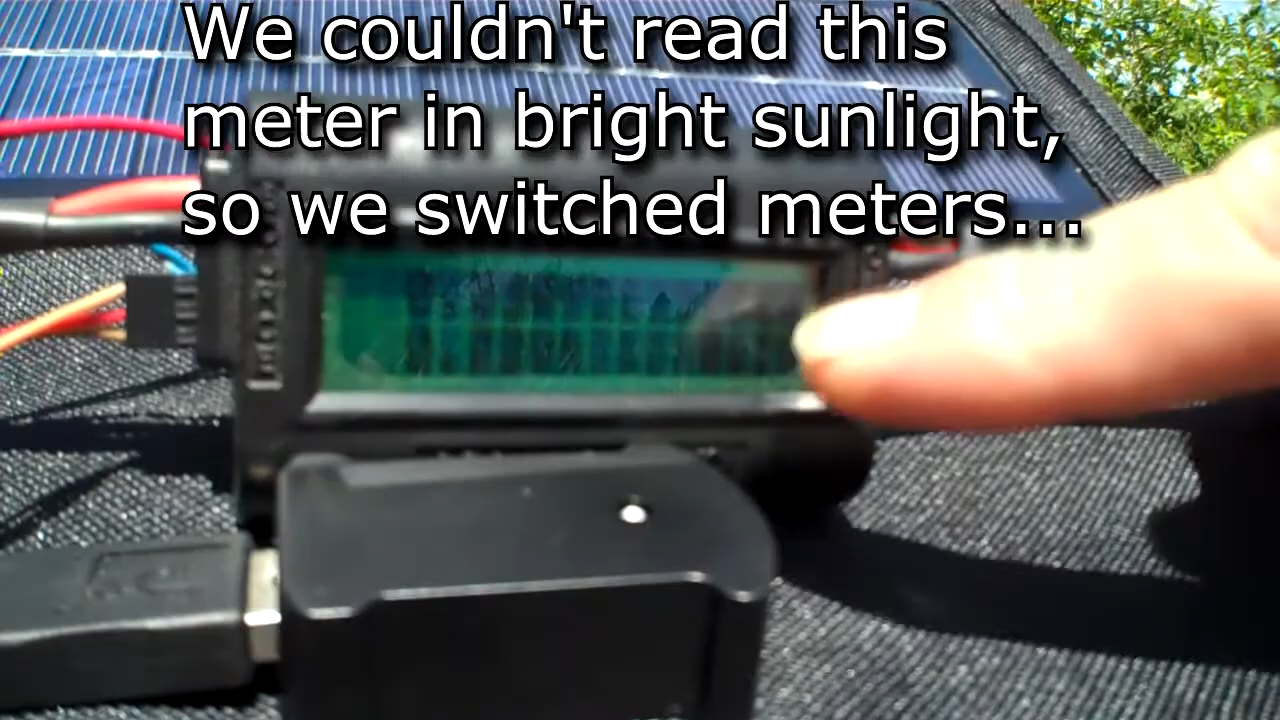 We couldn't read this
meter in bright sunlight,
so we switched meters...